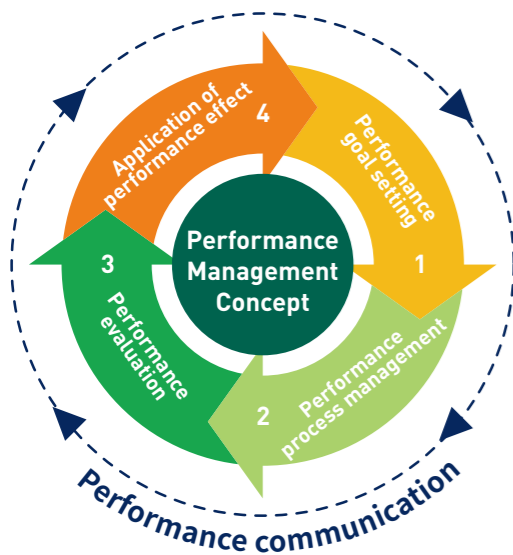 Performance
Management
Concept
Performance
goal setting
1
Performance
process management
2
Performance
evaluation
3
Application of
performance effect
4
Performance communication